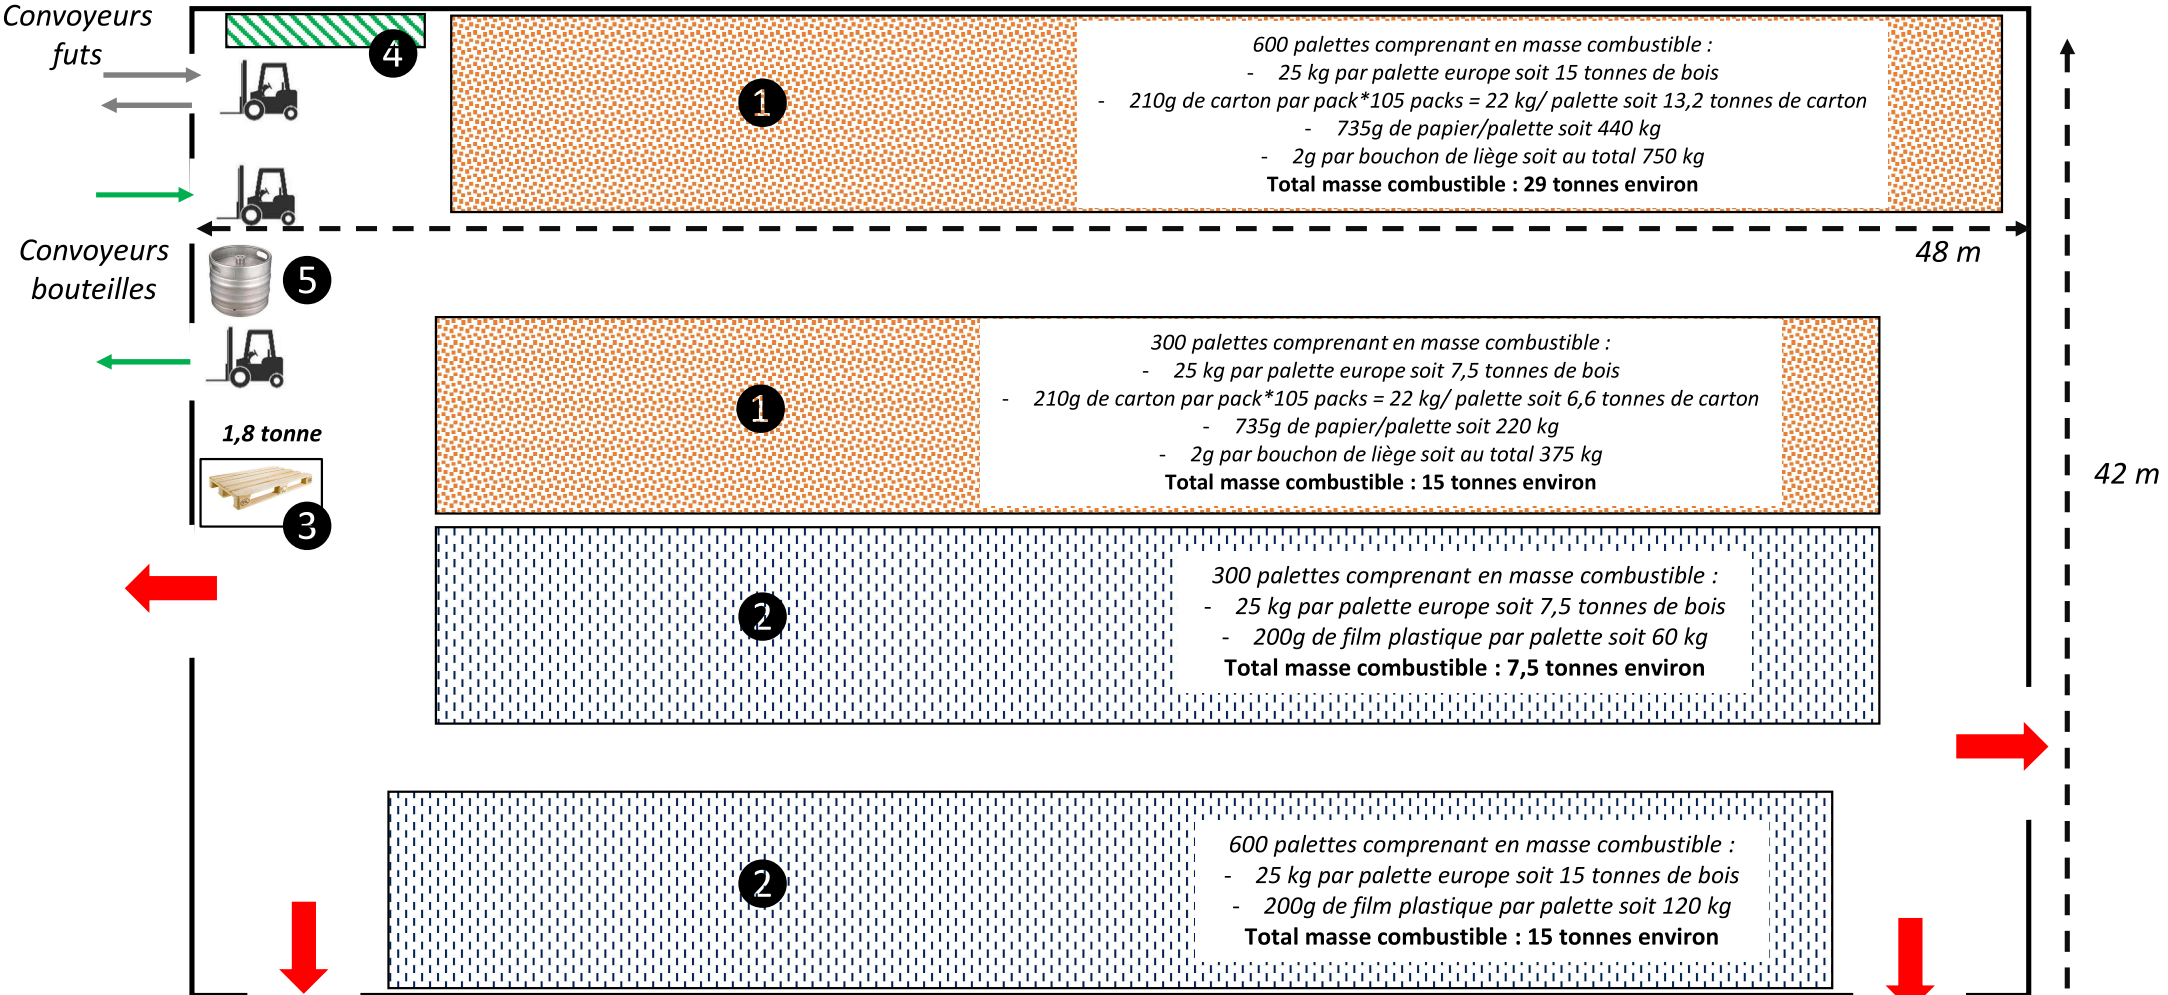 Convoyeurs
futs
4
1
600 palettes comprenant en masse combustible :
- 25 kg par palette europe soit 15 tonnes de bois
- 210g de carton par pack*105 packs = 22 kg/ palette soit 13,2 tonnes de carton
- 735g de papier/palette soit 440 kg
- 2g par bouchon de liège soit au total 750 kg
Total masse combustible : 29 tonnes environ
48 m
Convoyeurs
bouteilles
5
1
300 palettes comprenant en masse combustible :
- 25 kg par palette europe soit 7,5 tonnes de bois
- 210g de carton par pack*105 packs = 22 kg/ palette soit 6,6 tonnes de carton
- 735g de papier/palette soit 220 kg
- 2g par bouchon de liège soit au total 375 kg
Total masse combustible : 15 tonnes environ
1,8 tonne
3
42 m
2
300 palettes comprenant en masse combustible :
- 25 kg par palette europe soit 7,5 tonnes de bois
- 200g de film plastique par palette soit 60 kg
Total masse combustible : 7,5 tonnes environ
2
600 palettes comprenant en masse combustible :
- 25 kg par palette europe soit 15 tonnes de bois
- 200g de film plastique par palette soit 120 kg
Total masse combustible : 15 tonnes environ